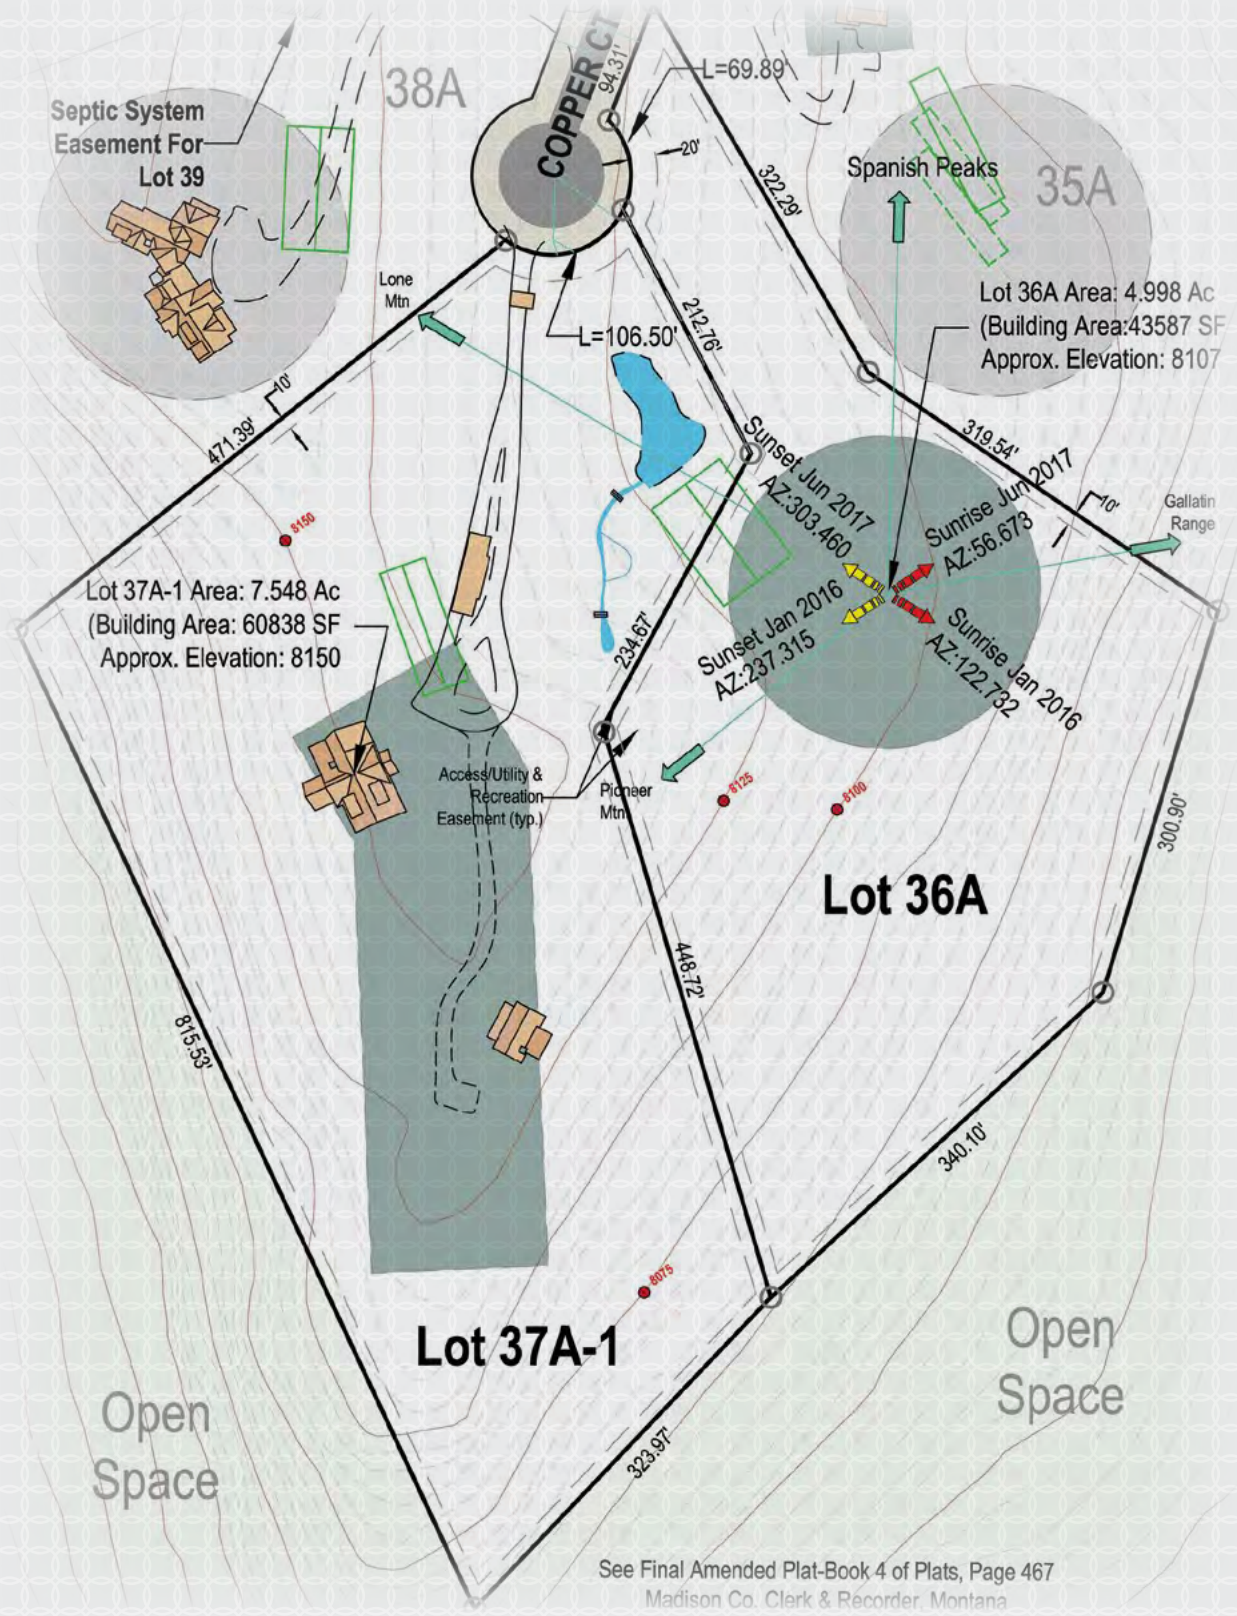 COPPER CT
94.31'
L=69.89'
38A
Septic System
Easement For
Lot 39
20'
322.29'
Spanish Peaks
35A
Lone
Mtn
Lot 36A Area: 4.998 Ac
(Building Area:43587 SF
Approx. Elevation: 8107
L=106.50'
212.76'
10'
471.39'
319.54'
10'
Gallatin
Range
Sunset Jun 2017
AZ:303.460
Sunrise Jun 2017
AZ:56.673
8150
Lot 37A-1 Area: 7.548 Ac
(Building Area: 60838 SF
Approx. Elevation: 8150
Sunset Jan 2016
AZ:237.315
Sunrise Jan 2016
AZ:122.732
234.67'
Access/Utility &
Recreation
Easement (typ.)
Pioneer
Mtn
8125
8100
300.90'
Lot 36A
448.72'
815.53'
340.10'
8075
Lot 37A-1
Open
Space
Open
Space
323.97'
See Final Amended Plat-Book 4 of Plats, Page 467
Madison Co. Clerk & Recorder, Montana